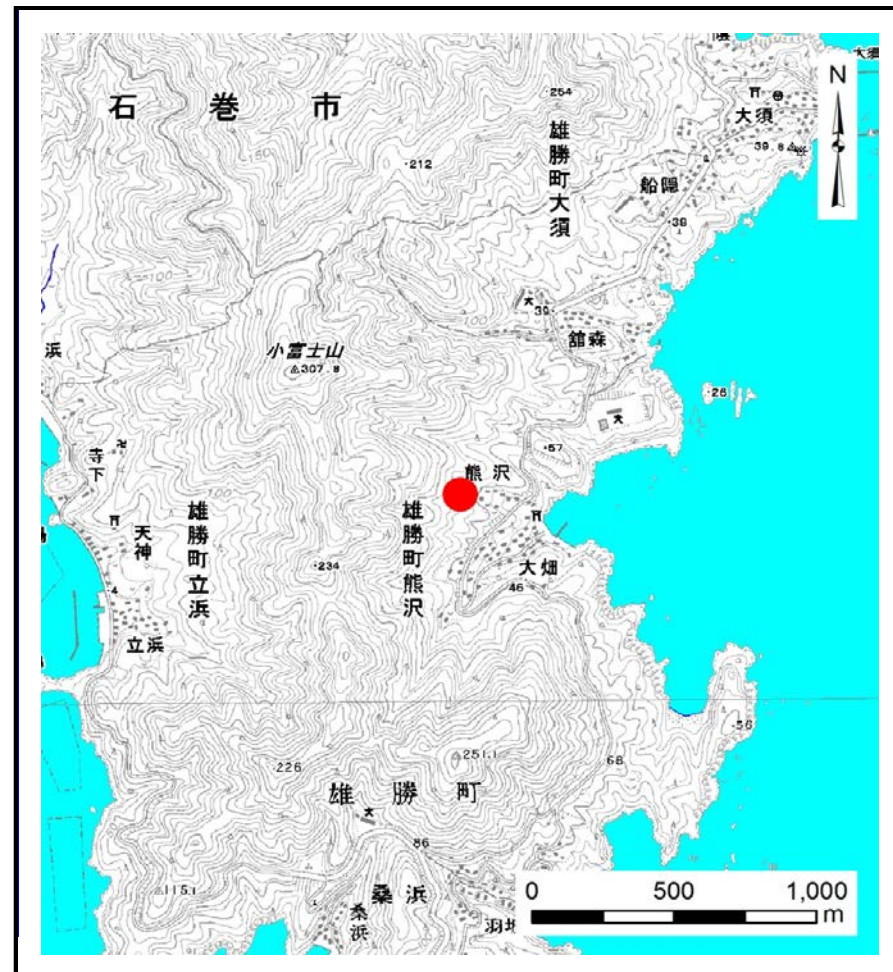 石巻市
254
大須
N
雄勝町大須
39.8
212
船隠
38
浜
100
小富士山
307.8
39
舘森
26
57
寺下
熊沢
100
天神
雄勝町立浜
雄勝町熊沢
234
大畑
46
4
立浜
56
251.1
226
68
雄勝町
86
115.1
桑浜
桑浜
0 500 1,000
m